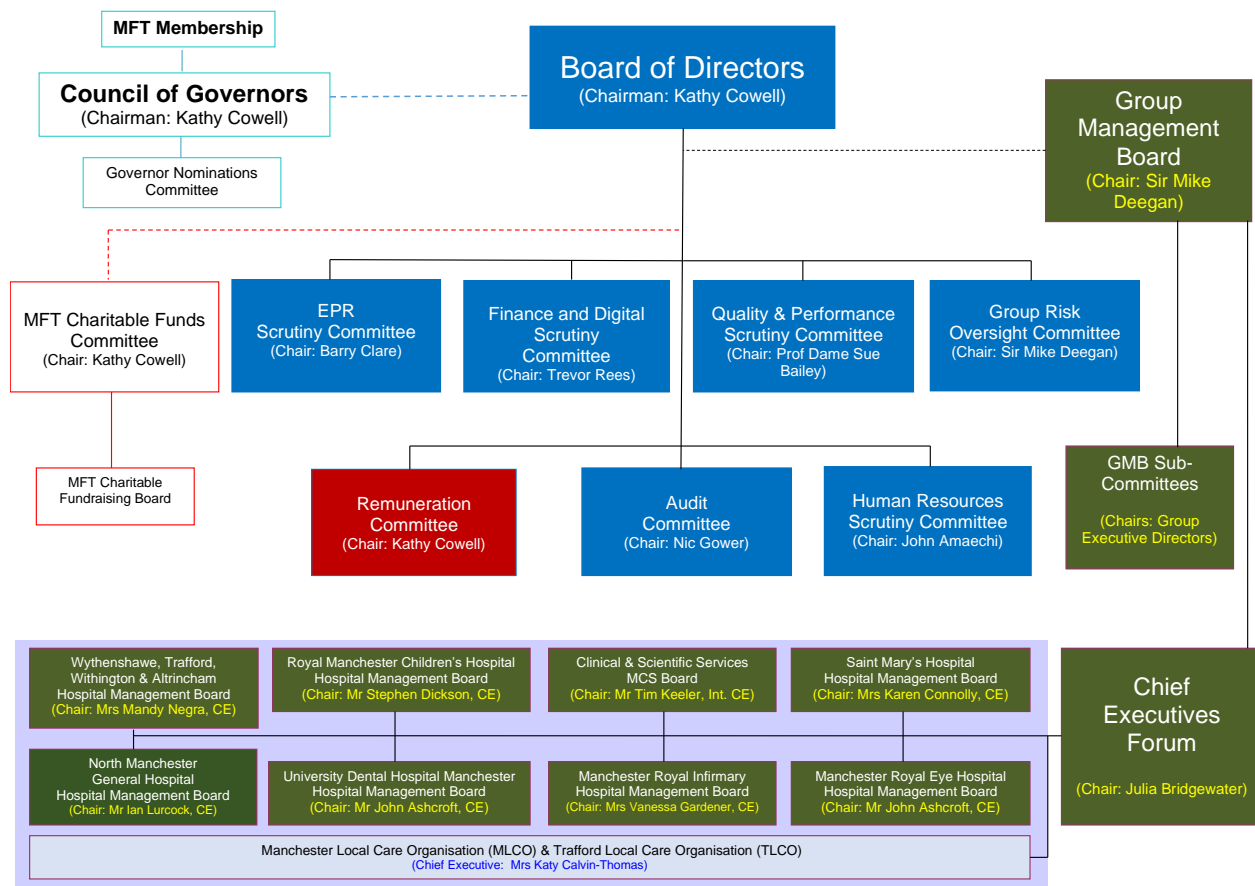 MFT Membership
Council of Governors
(Chairman: Kathy Cowell)
Governor Nominations
Committee
Board of Directors
(Chairman: Kathy Cowell)
Group
Management
Board
(Chair: Sir Mike
Deegan)
MFT Charitable Funds
Committee
(Chair: Kathy Cowell)
EPR
Scrutiny Committee
(Chair: Barry Clare)
Finance and Digital
Scrutiny
Committee
(Chair: Trevor Rees)
Quality & Performance
Scrutiny Committee
(Chair: Prof Dame Sue
Bailey)
Group Risk
Oversight Committee
(Chair: Sir Mike Deegan)
MFT Charitable
Fundraising Board
Remuneration
Committee
(Chair: Kathy Cowell)
Audit
Committee
(Chair: Nic Gower)
Human Resources
Scrutiny Committee
(Chair: John Amaechi)
GMB Sub-
Committees
(Chairs: Group
Executive Directors)
Wythenshawe, Trafford,
Withington & Altrincham
Hospital Management Board
(Chair: Mrs Mandy Negra, CE)
Royal Manchester Children's Hospital
Hospital Management Board
(Chair: Mr Stephen Dickson, CE)
Clinical & Scientific Services
MCS Board
(Chair: Mr Tim Keeler, Int. CE)
Saint Mary's Hospital
Hospital Management Board
(Chair: Mrs Karen Connolly, CE)
North Manchester
General Hospital
Hospital Management Board
(Chair: Mr Ian Lurcock, CE)
University Dental Hospital Manchester
Hospital Management Board
(Chair: Mr John Ashcroft, CE)
Manchester Royal Infirmary
Hospital Management Board
(Chair: Mrs Vanessa Gardener, CE)
Manchester Royal Eye Hospital
Hospital Management Board
(Chair: Mr John Ashcroft, CE)
Chief
Executives
Forum
(Chair: Julia Bridgewater)
Manchester Local Care Organisation (MLCO) & Trafford Local Care Organisation (TLCO)
(Chief Executive: Mrs Katy Calvin-Thomas)